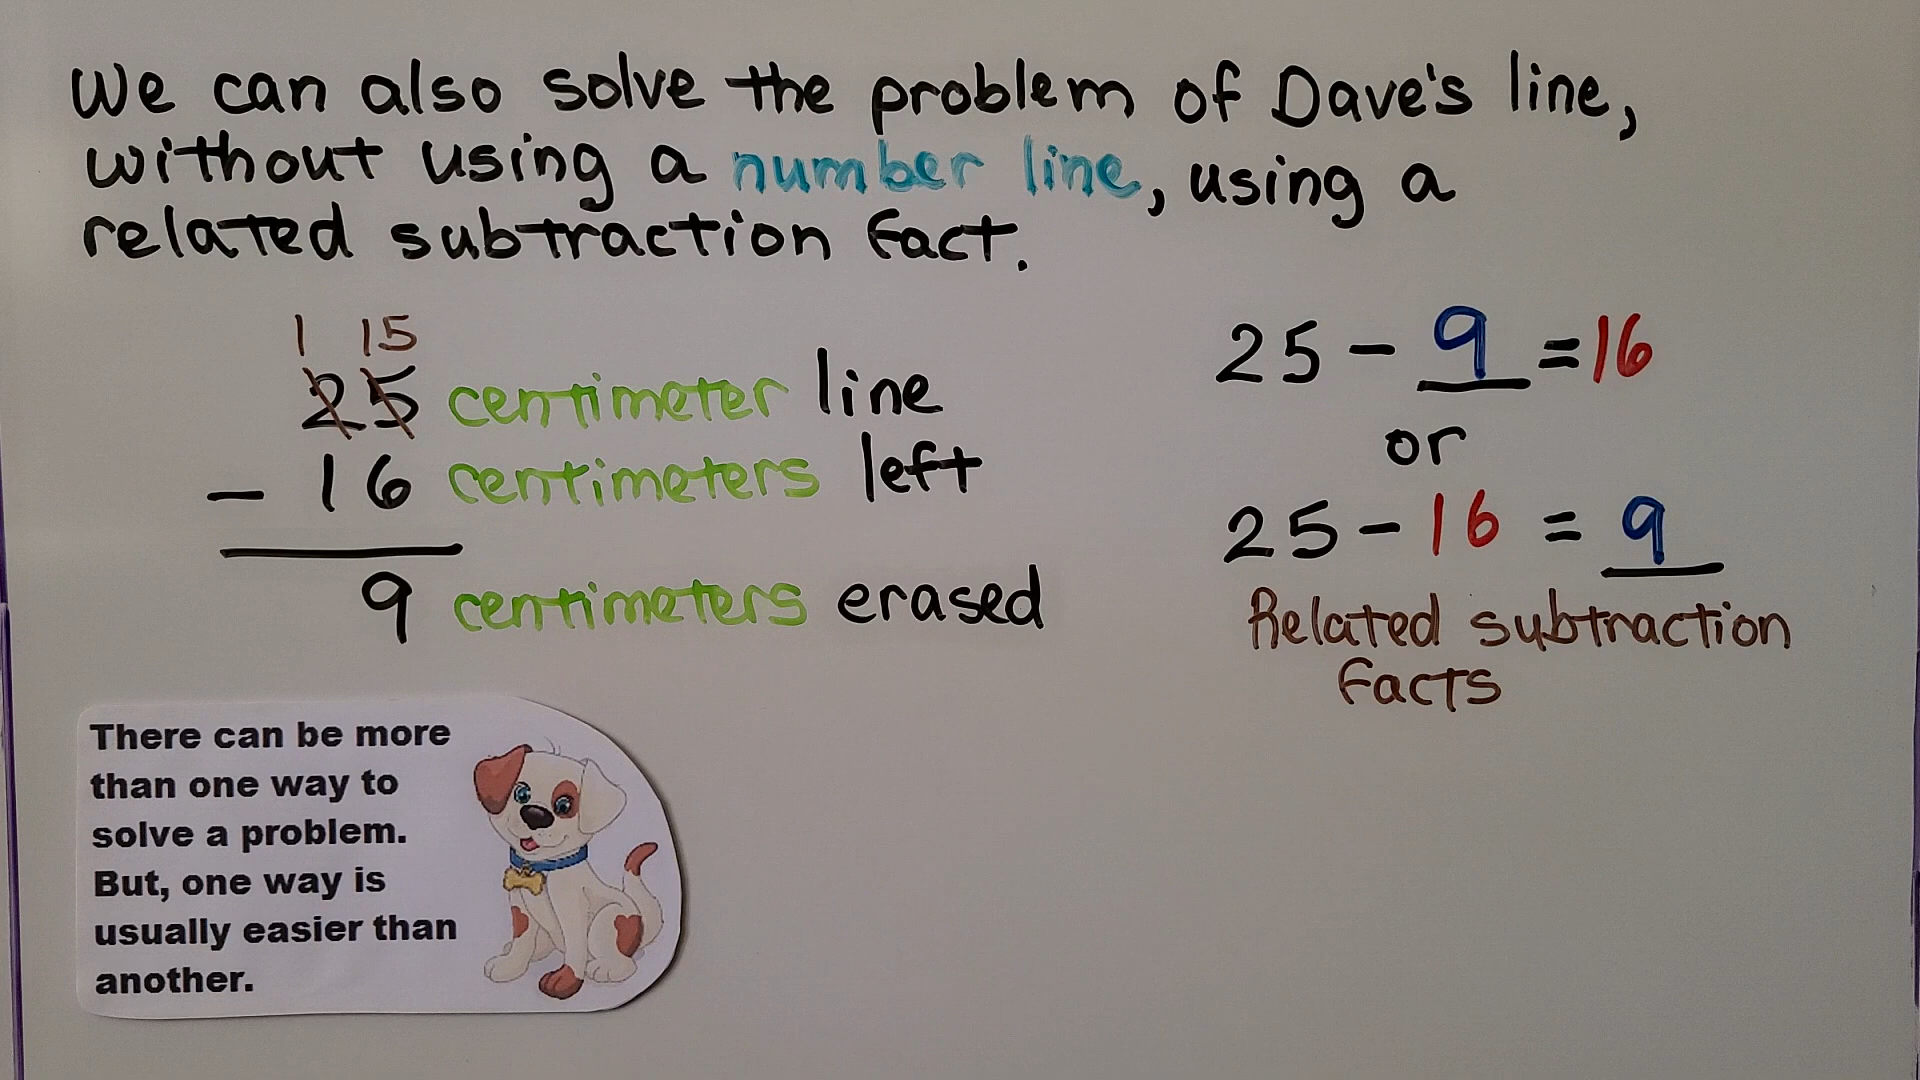 We can also solve the problem of Dave's line,
without using a number line, using a
related subtraction fact.
1 15
25 centimeter line
- 16 centimeters left
9 centimeters erased
25 - 9 = 16
or
25 - 16 = 9
Related subtraction
facts
There can be more
than one way to
solve a problem.
But, one way is
usually easier than
another.